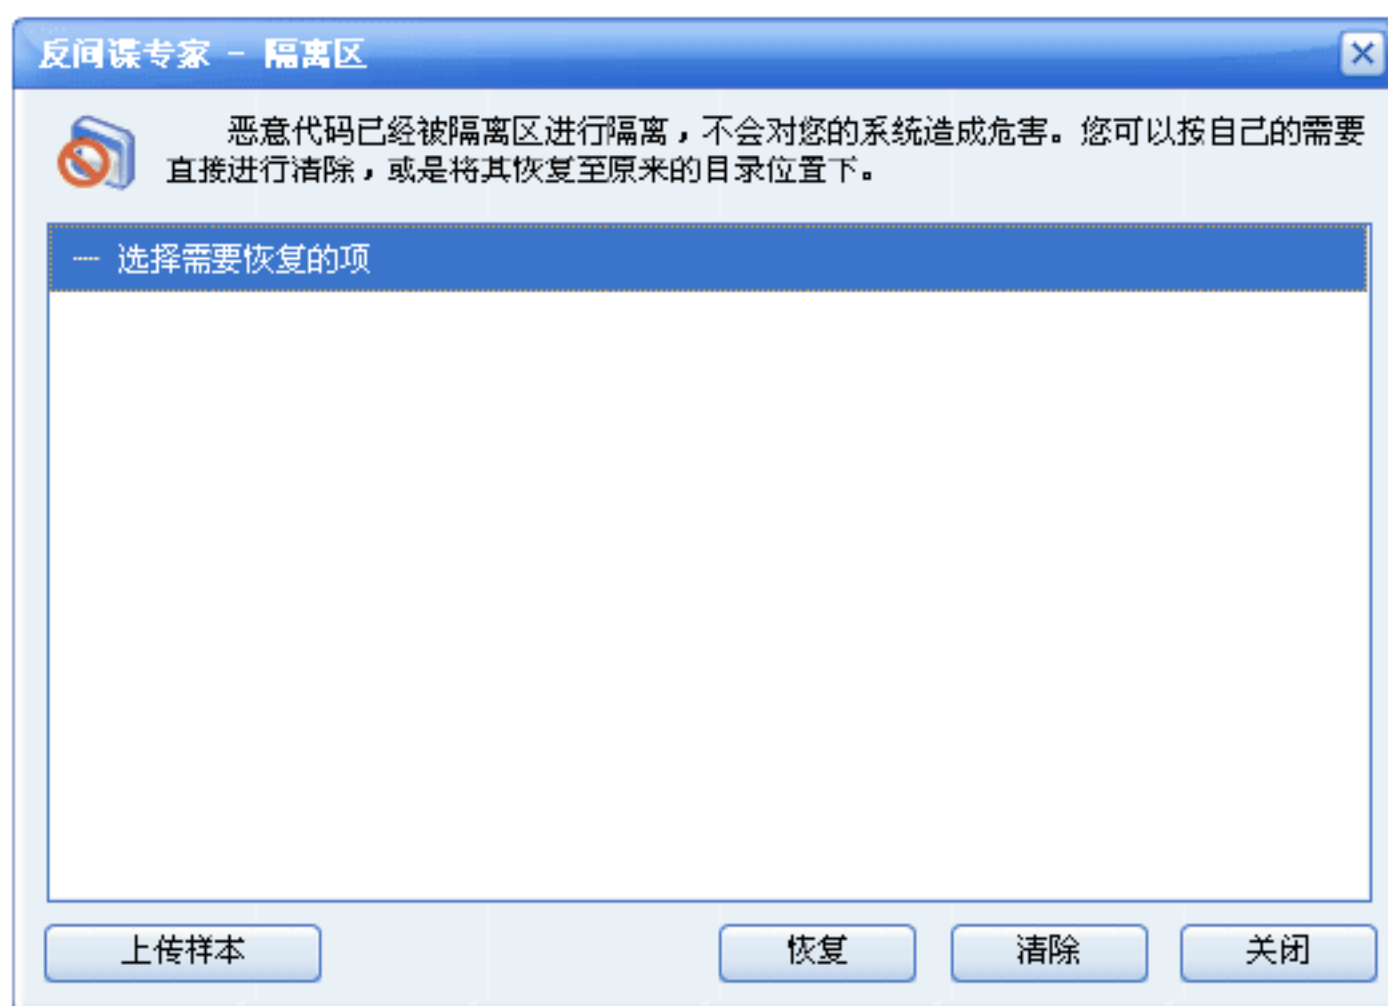 反间谍专家 - 隔离区
恶意代码已经被隔离区进行隔离，不会对您的系统造成危害。您可以按自己的需要
直接进行清除，或是将其恢复至原来的目录位置下。
选择需要恢复的项
上传样本 恢复 清除 关闭